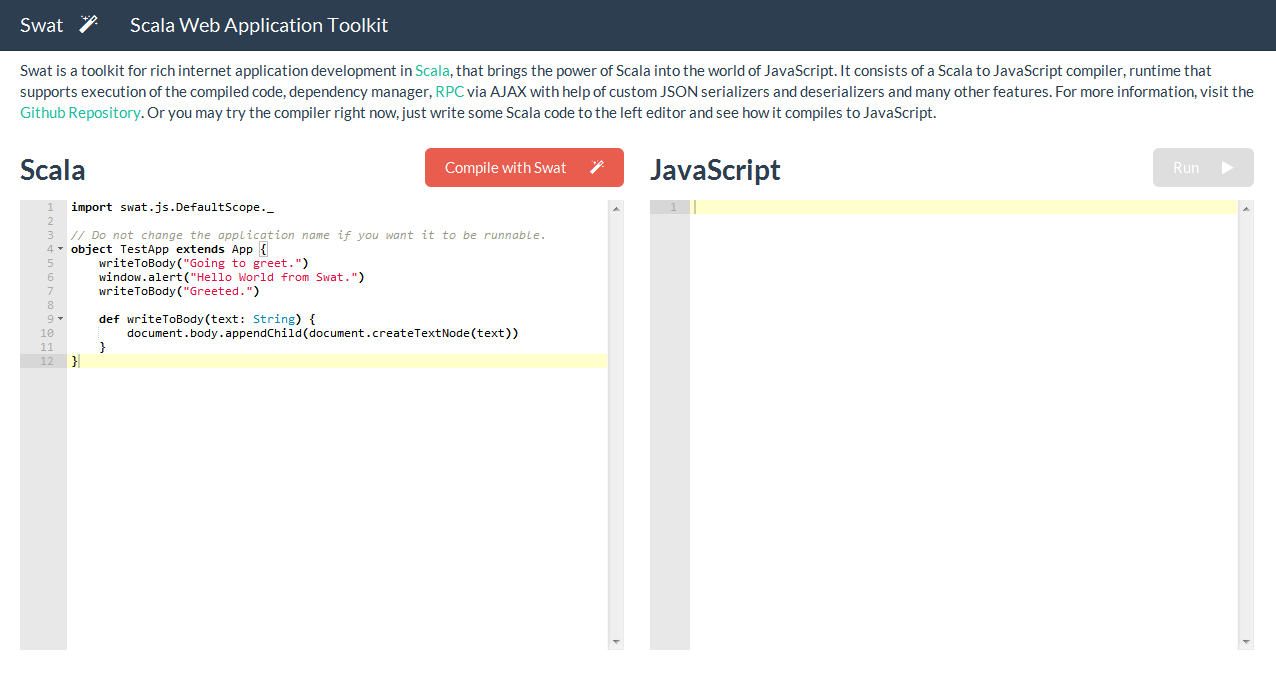 Swat
Scala Web Application Toolkit
Swat is a toolkit for rich internet application development in Scala, that brings the power of Scala into the world of JavaScript. It consists of a Scala to JavaScript compiler, runtime that
supports execution of the compiled code, dependency manager, RPC via AJAX with help of custom JSON serializers and deserializers and many other features. For more information, visit the
Github Repository. Or you may try the compiler right now, just write some Scala code to the left editor and see how it compiles to JavaScript.
Scala
Compile with Swat
1 import swat.js.DefaultScope._
2
3 // Do not change the application name if you want it to be runnable.
4 object TestApp extends App {
5     writeToBody("Going to greet.")
6     window.alert("Hello World from Swat.")
7     writeToBody("Greeted.")
8
9     def writeToBody(text: String) {
10         document.body.appendChild(document.createTextNode(text))
11     }
12 }
JavaScript
Run
1